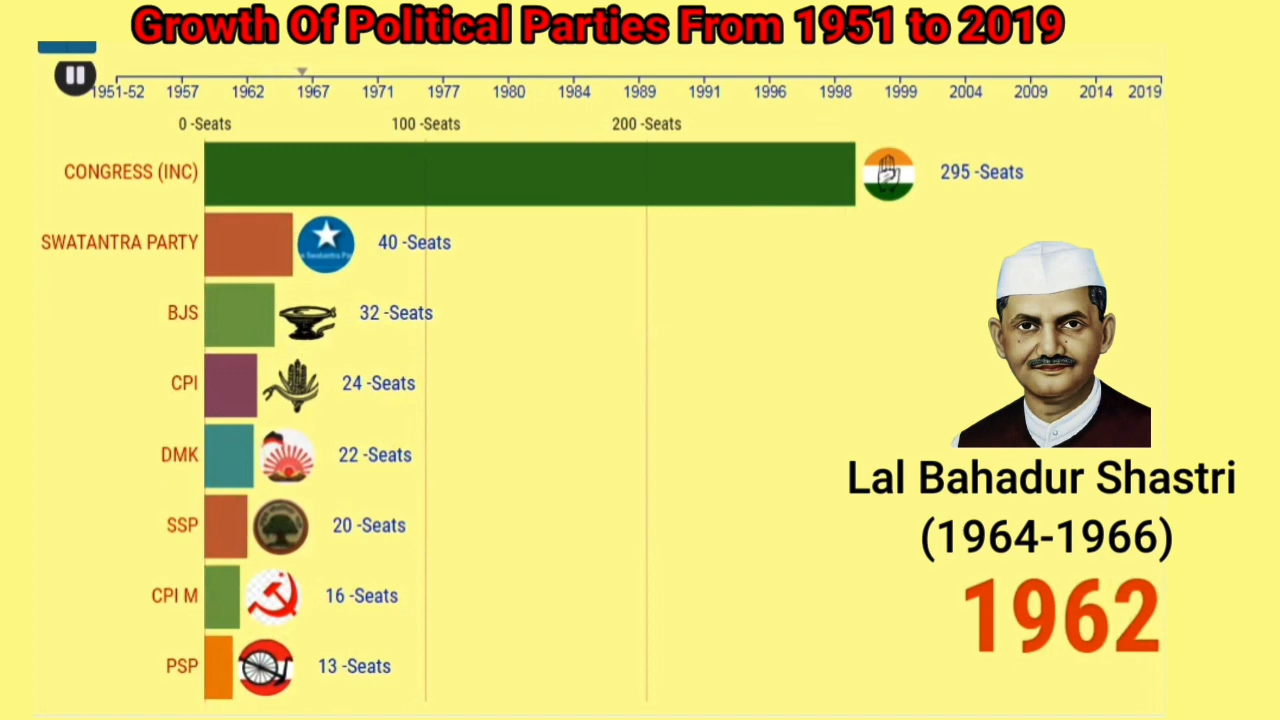 Growth Of Political Parties From 1951 to 2019
1951-52 1957 1962 1967 1971 1977 1980 1984 1989 1991 1996 1998 1999 2004 2009 2014 2019
0 -Seats 100 -Seats 200 -Seats
CONGRESS (INC) 295 -Seats
SWATANTRA PARTY 40 -Seats
BJS 32 -Seats
CPI 24 -Seats
DMK 22 -Seats
SSP 20 -Seats
CPI M 16 -Seats
PSP 13 -Seats
Lal Bahadur Shastri
(1964-1966)
1962